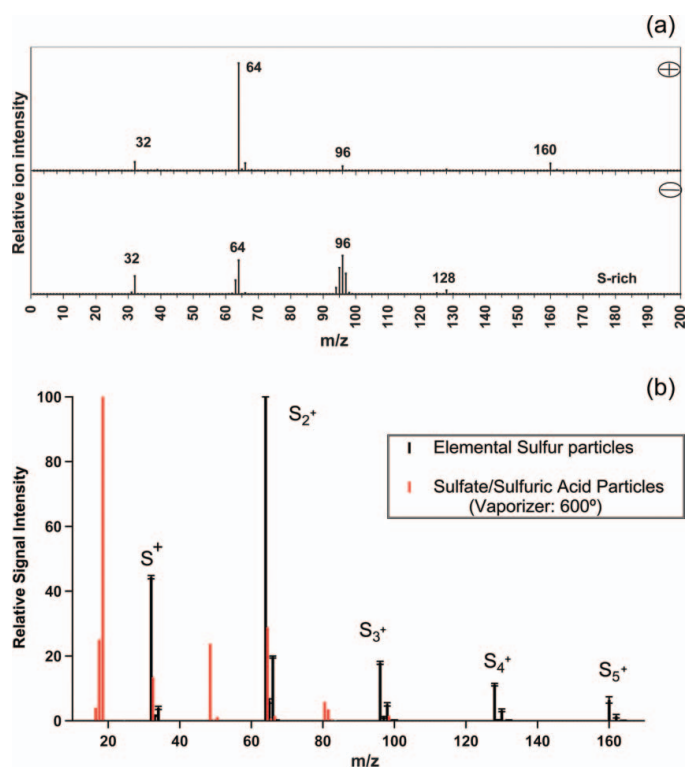 (a)
64
32
96
160
+
Relative ion intensity
−
96
64
32
128
S-rich
0 10 20 30 40 50 60 70 80 90 100 110 120 130 140 150 160 170 180 190 200
m/z
(b)
100
80
60
40
20
0
Relative Signal Intensity
S2+
Elemental Sulfur particles
Sulfate/Sulfuric Acid Particles
(Vaporizer: 600º)
S+
S3+
S4+
S5+
20 40 60 80 100 120 140 160
m/z